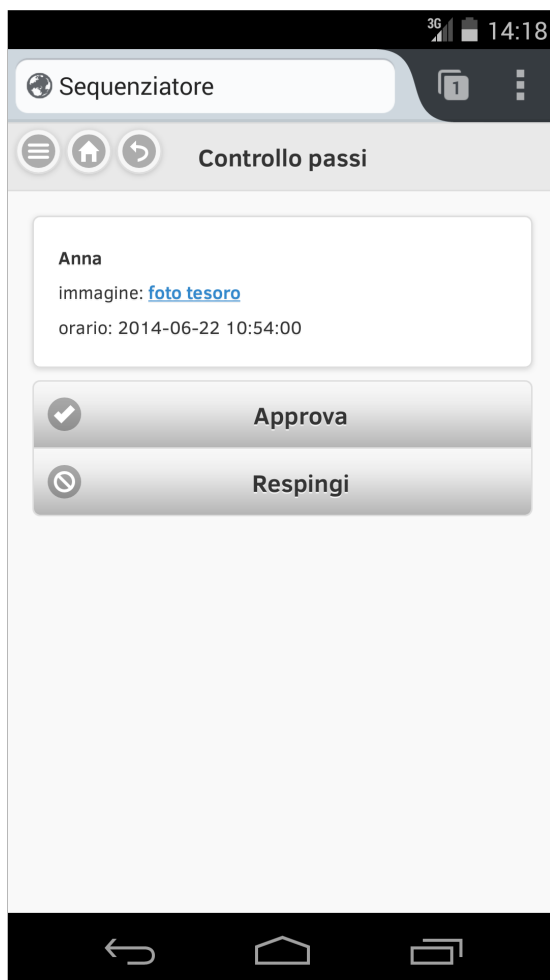 3G 14:18
Sequenziatore 1
Controllo passi
Anna
immagine: foto tesoro
orario: 2014-06-22 10:54:00
Approva
Respingi